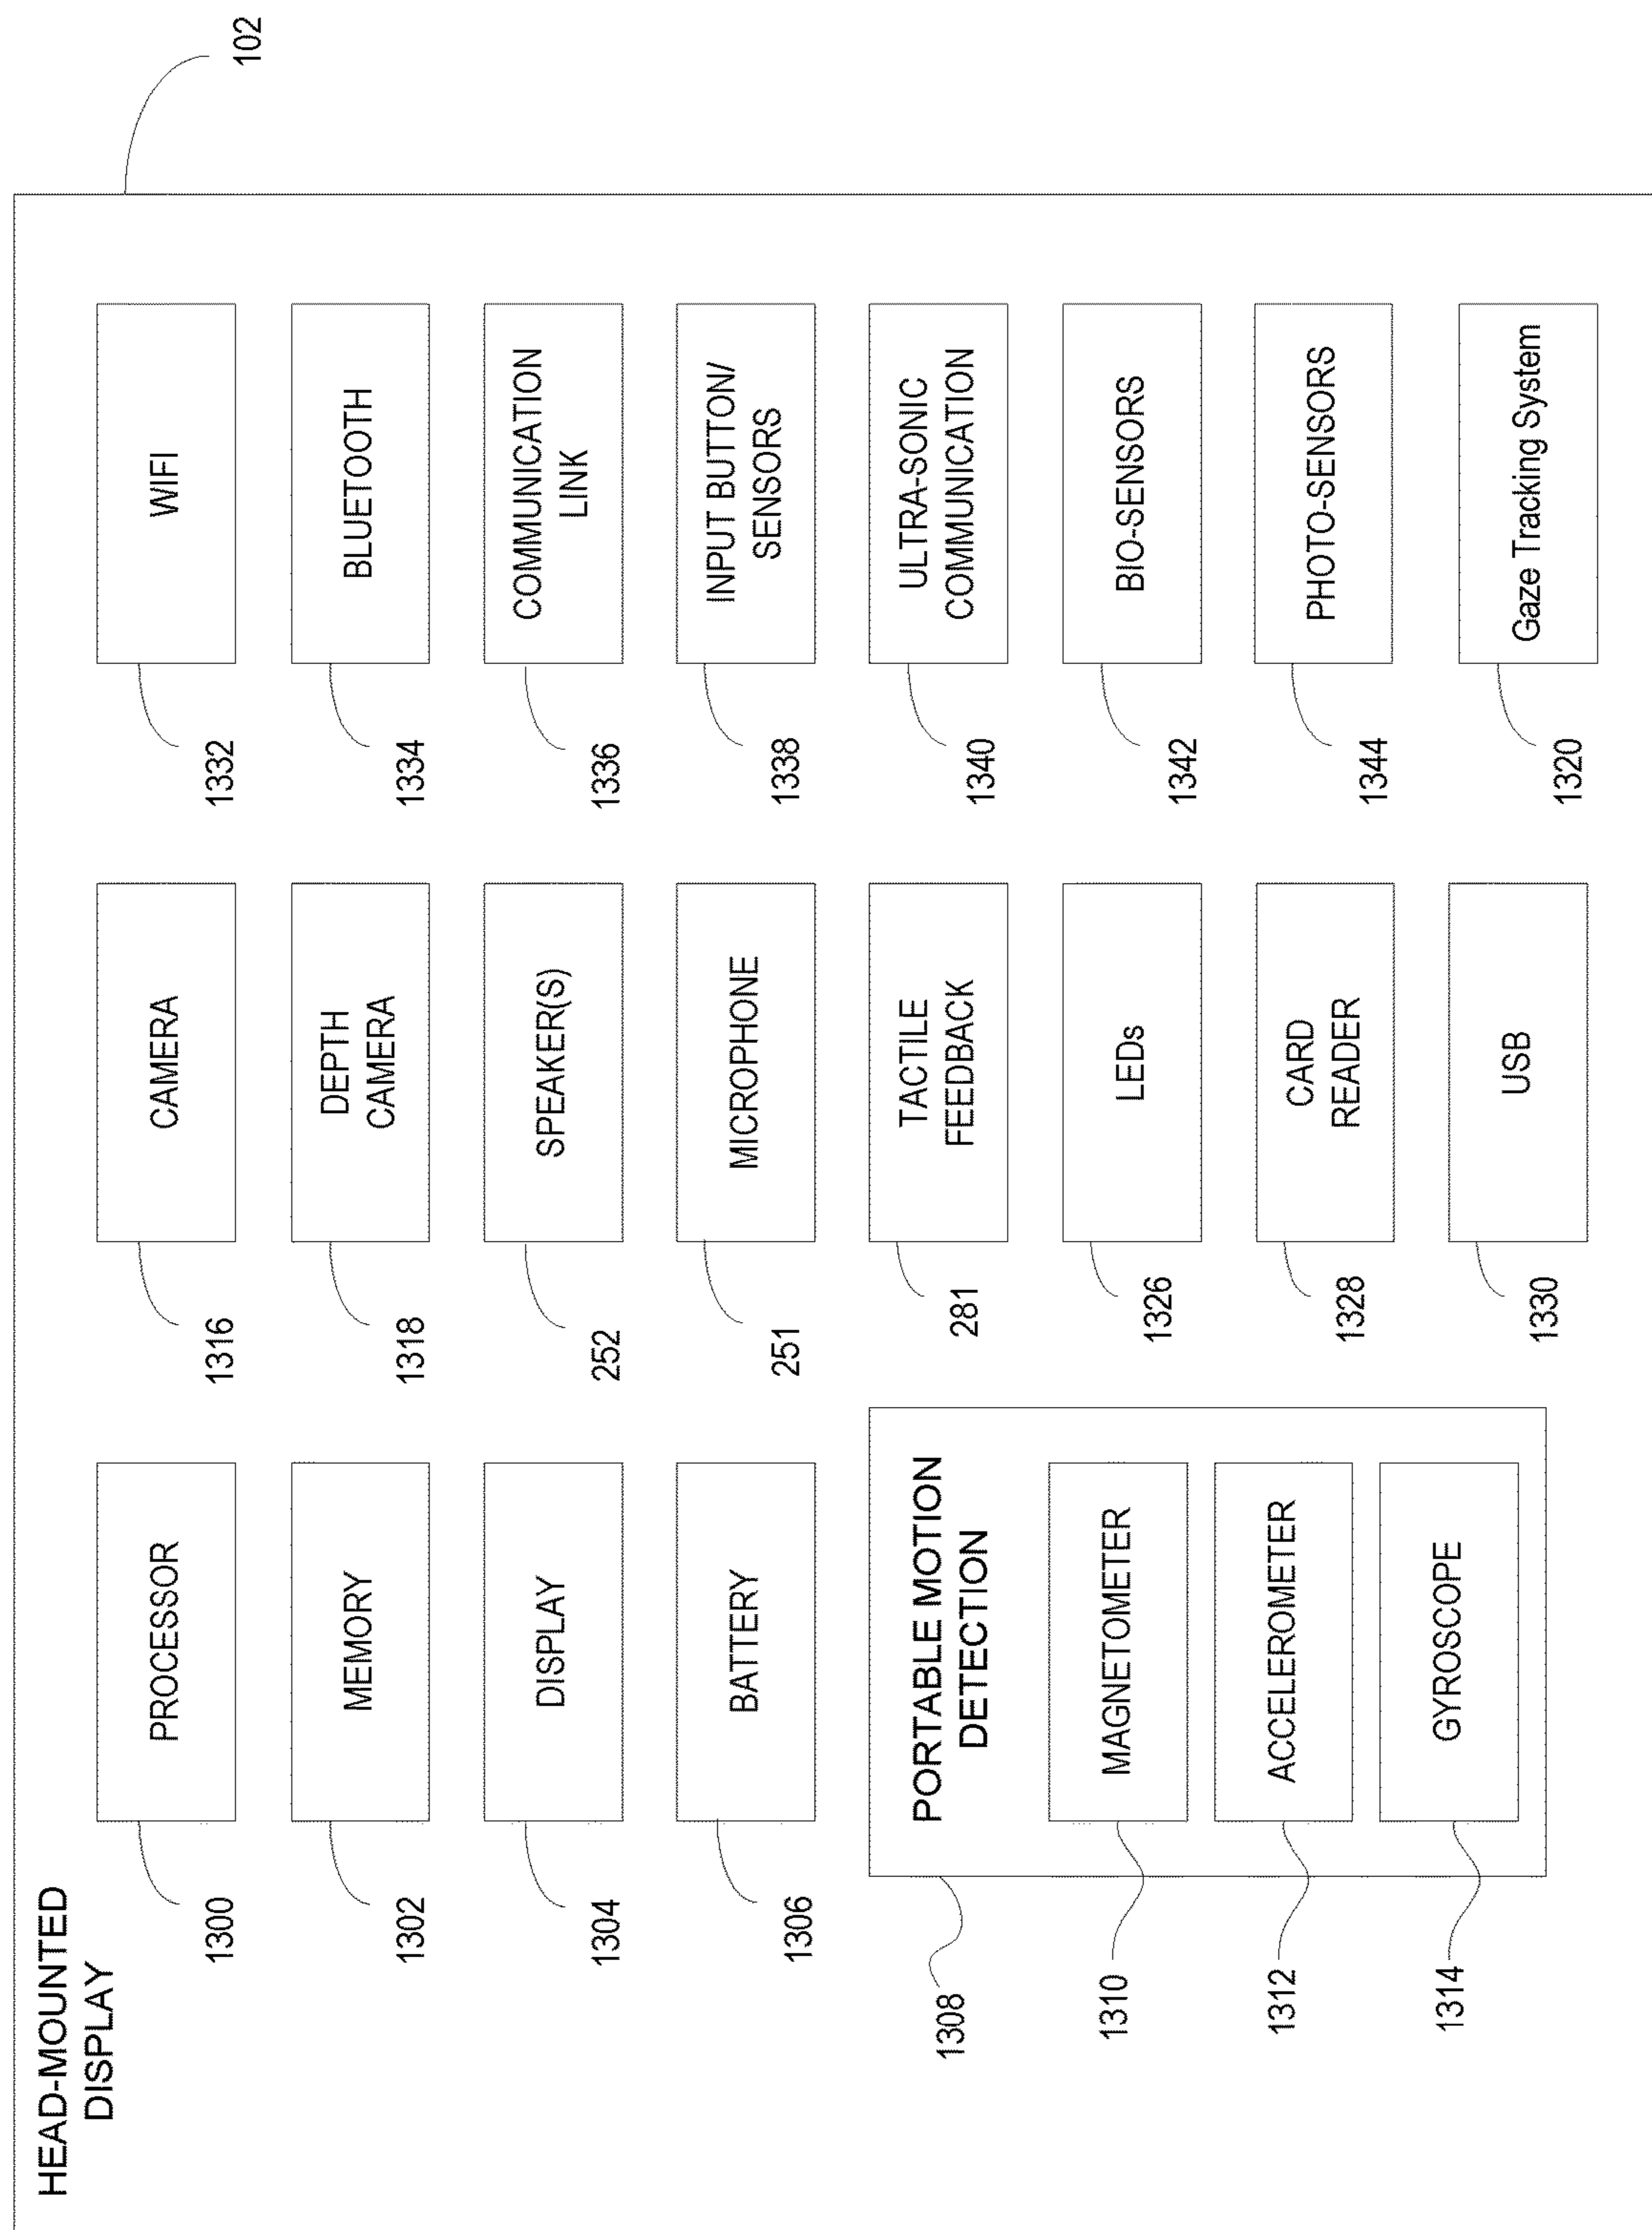 HEAD-MOUNTED
DISPLAY
102
1300
PROCESSOR
1302
MEMORY
1304
DISPLAY
1306
BATTERY
1308
PORTABLE MOTION
DETECTION
1310
MAGNETOMETER
1312
ACCELEROMETER
1314
GYROSCOPE
1316
CAMERA
1318
DEPTH
CAMERA
252
SPEAKER(S)
251
MICROPHONE
281
TACTILE
FEEDBACK
1326
LEDs
1328
CARD
READER
1330
USB
1332
WIFI
1334
BLUETOOTH
1336
COMMUNICATION
LINK
1338
INPUT BUTTON/
SENSORS
1340
ULTRA-SONIC
COMMUNICATION
1342
BIO-SENSORS
1344
PHOTO-SENSORS
1320
Gaze Tracking System